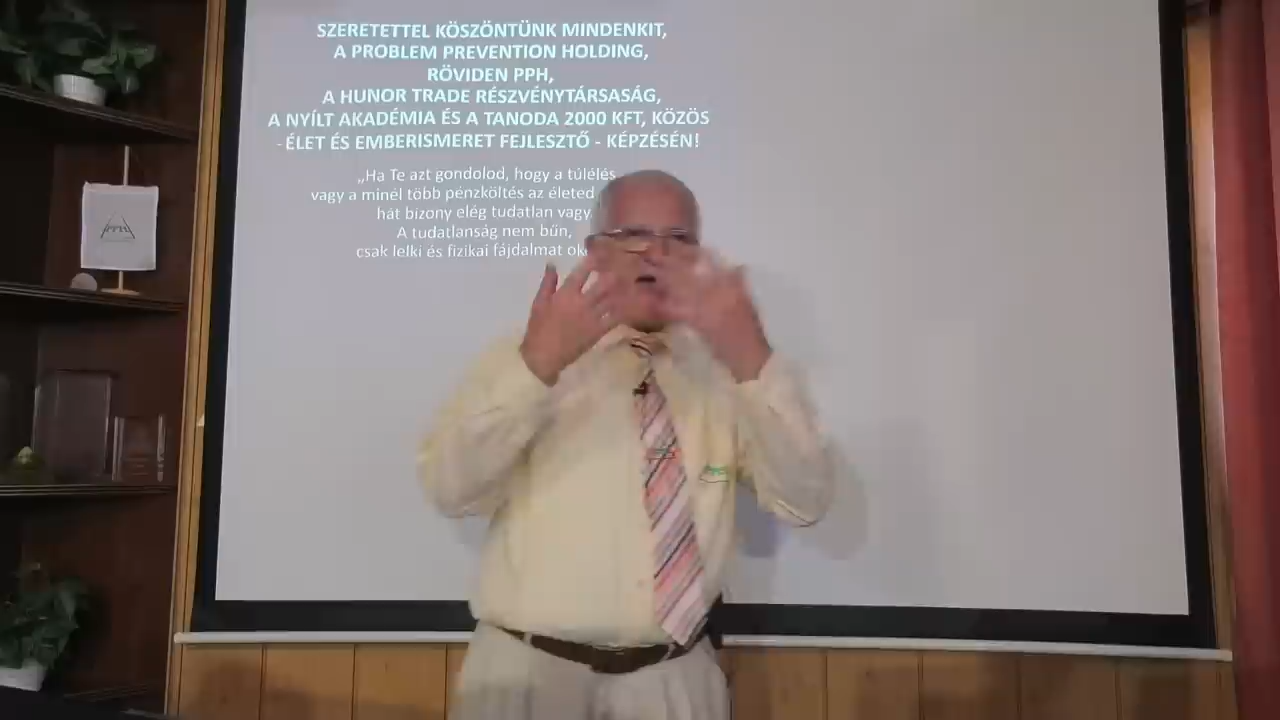 SZERETETTEL KÖSZÖNTÜNK MINDENKIT,
A PROBLEM PREVENTION HOLDING,
RÖVIDEN PPH,
A HUNOR TRADE RÉSZVÉNYTÁRSASÁG,
A NYÍLT AKADÉMIA ÉS A TANODA 2000 KFT, KÖZÖS
- ÉLET ÉS EMBERISMERET FEJLESZTŐ - KÉPZÉSÉN!
„Ha Te azt gondolod, hogy a túlélés
vagy a minél több pénzköltés az életed
hát bizony elég tudatlan vagy.
A tudatlanság nem bűn,
csak lelki és fizikai fájdalmat